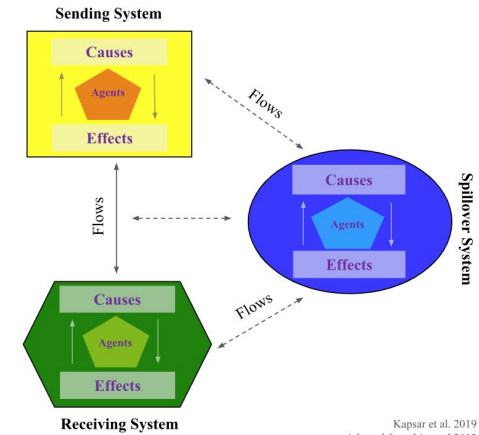 Sending System
Causes
Agents
Effects
Flows
Causes
Agents
Effects
Spillover System
Flows
Flows
Causes
Agents
Effects
Receiving System
Kapsar et al. 2019